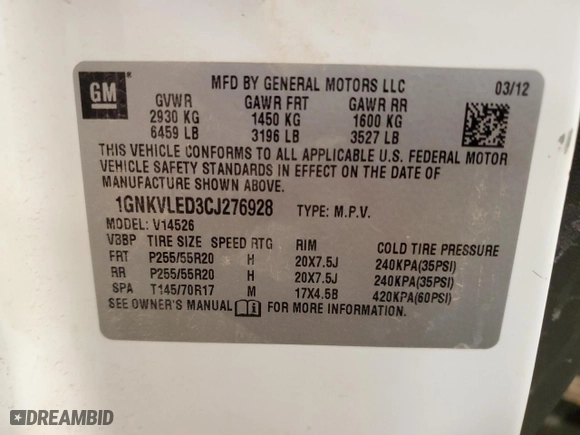 GM
MFD BY GENERAL MOTORS LLC 03/12
GVWR GAWR FRT GAWR RR
2930 KG 1450 KG 1600 KG
6459 LB 3196 LB 3527 LB
THIS VEHICLE CONFORMS TO ALL APPLICABLE U.S. FEDERAL MOTOR
VEHICLE SAFETY STANDARDS IN EFFECT ON THE DATE OF
MANUFACTURE SHOWN ABOVE.
1GNKVLED3CJ276928 TYPE: M.P.V.
MODEL: V14526
V3BP TIRE SIZE SPEED RTG RIM COLD TIRE PRESSURE
FRT P255/55R20 H 20X7.5J 240KPA(35PSI)
RR P255/55R20 H 20X7.5J 240KPA(35PSI)
SPA T145/70R17 M 17X4.5B 420KPA(60PSI)
SEE OWNER'S MANUAL FOR MORE INFORMATION
DREAMBID